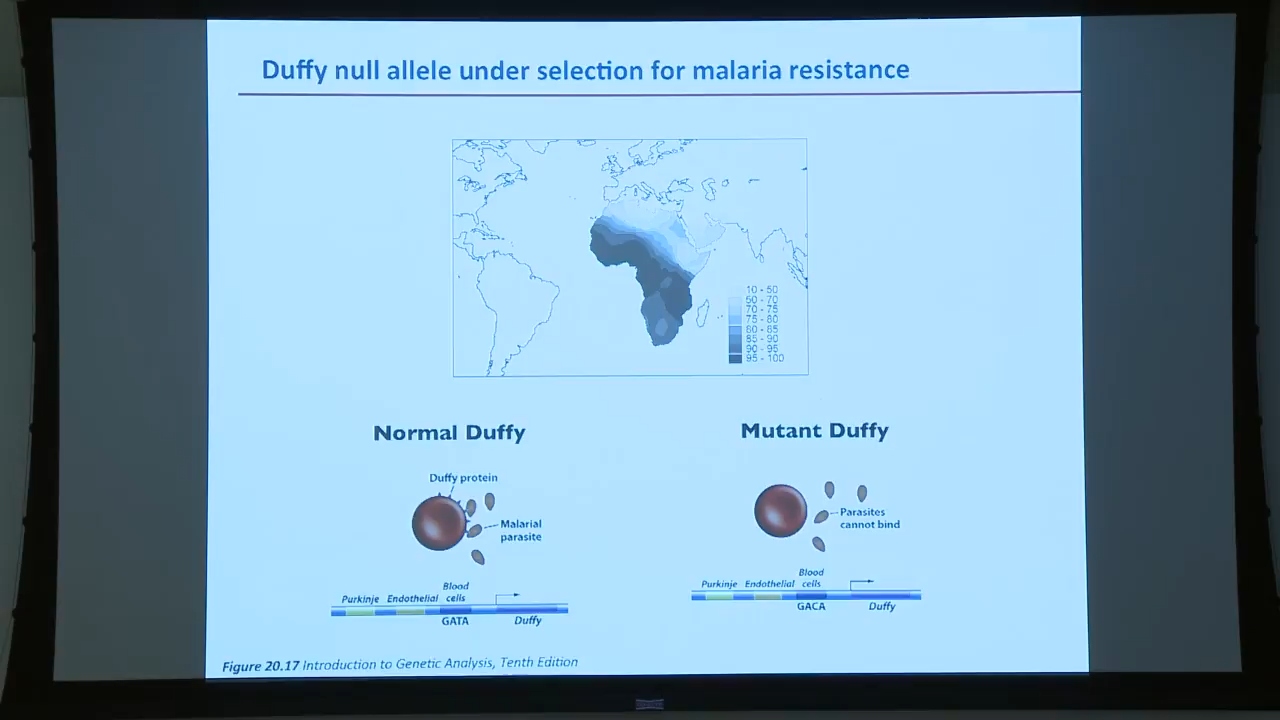 Duffy null allele under selection for malaria resistance
10 - 50
50 - 70
70 - 75
75 - 80
80 - 85
85 - 90
90 - 95
95 - 100
Normal Duffy
Mutant Duffy
Duffy protein
Malarial
parasite
Parasites
cannot bind
Purkinje Endothelial Blood
cells
GATA Duffy
Purkinje Endothelial Blood
cells
GACA Duffy
Figure 20.17 Introduction to Genetic Analysis, Tenth Edition